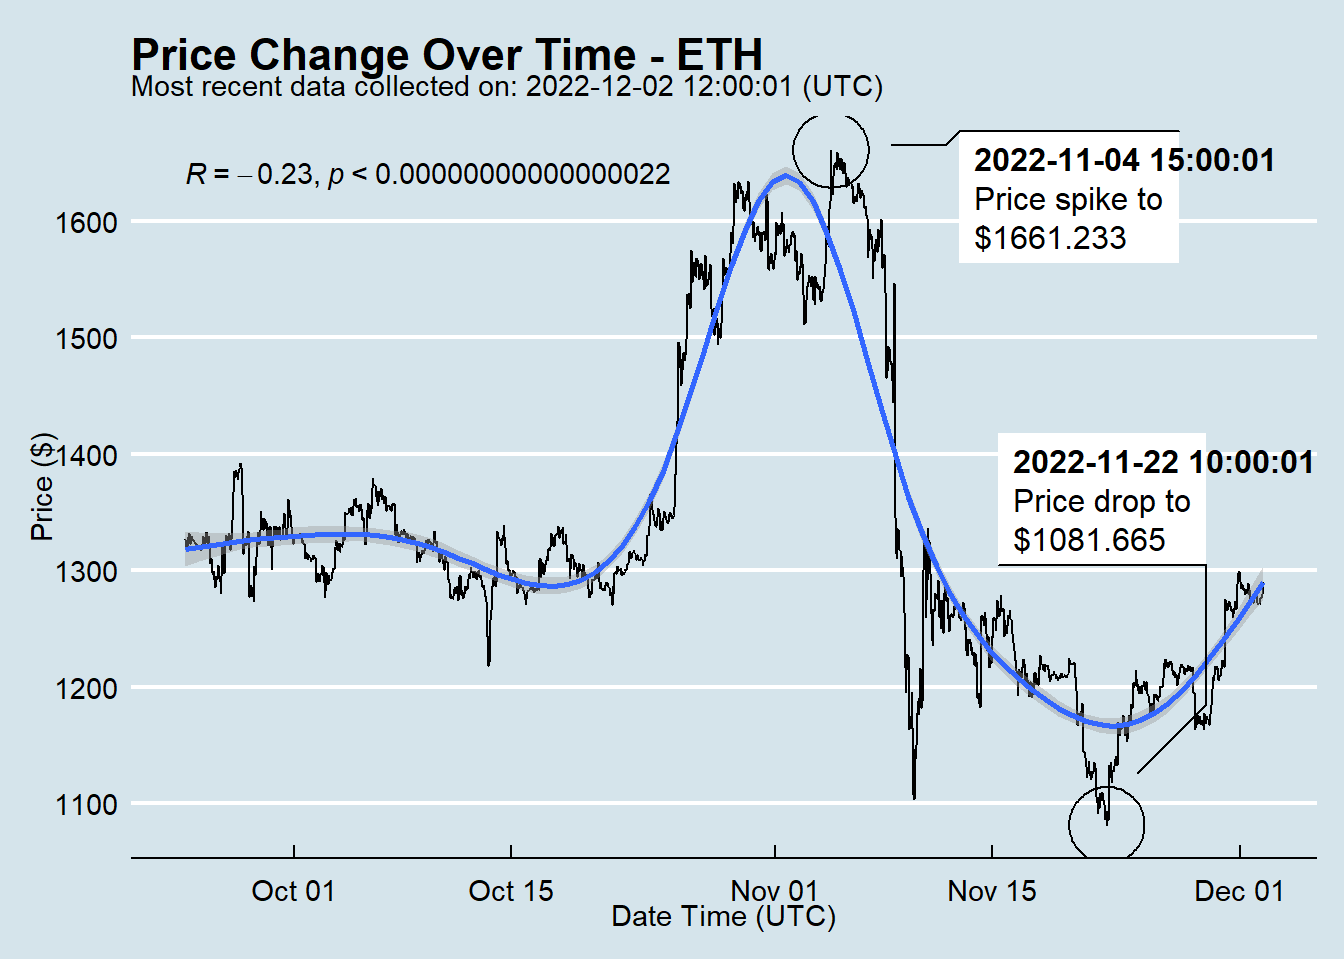 Price Change Over Time - ETH
Most recent data collected on: 2022-12-02 12:00:01 (UTC)
R = −0.23, p < 0.00000000000000022
2022-11-04 15:00:01
Price spike to
$1661.233
2022-11-22 10:00:01
Price drop to
$1081.665
Price ($)
1600
1500
1400
1300
1200
1100
Oct 01
Oct 15
Nov 01
Nov 15
Dec 01
Date Time (UTC)